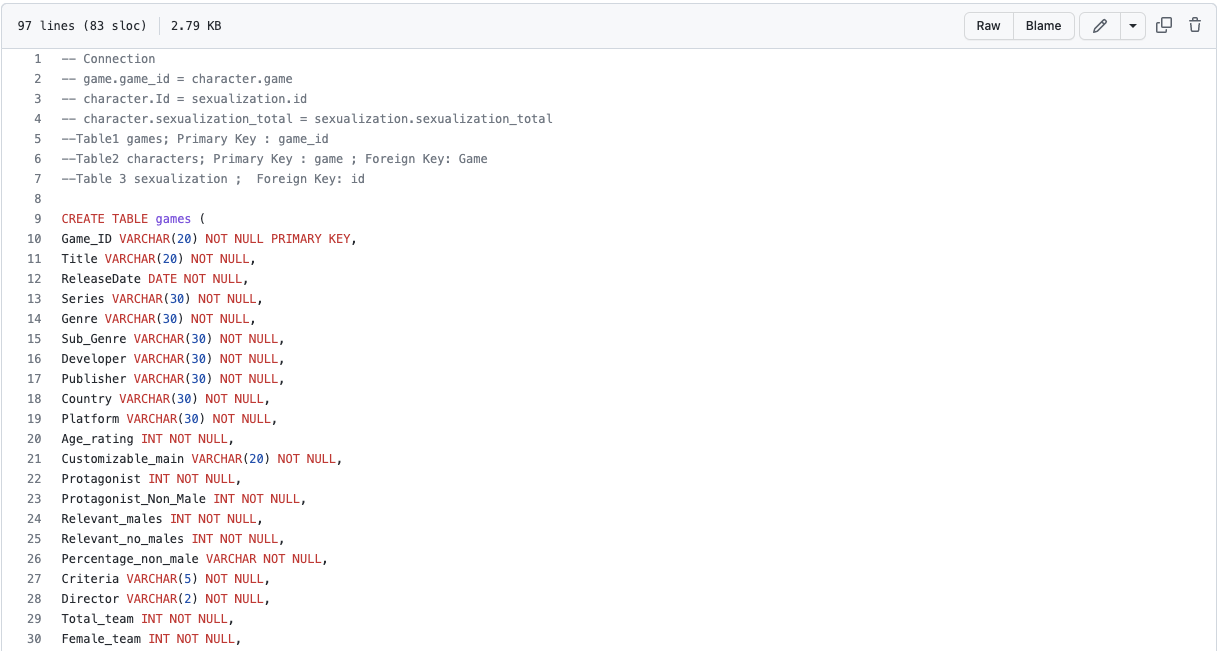 97 lines (83 sloc) 2.79 KB Raw Blame
1 -- Connection
2 -- game.game_id = character.game
3 -- character.Id = sexualization.id
4 -- character.sexualization_total = sexualization.sexualization_total
5 --Table1 games; Primary Key : game_id
6 --Table2 characters; Primary Key : game ; Foreign Key: Game
7 --Table 3 sexualization ;  Foreign Key: id
8
9 CREATE TABLE games (
10 Game_ID VARCHAR(20) NOT NULL PRIMARY KEY,
11 Title VARCHAR(20) NOT NULL,
12 ReleaseDate DATE NOT NULL,
13 Series VARCHAR(30) NOT NULL,
14 Genre VARCHAR(30) NOT NULL,
15 Sub_Genre VARCHAR(30) NOT NULL,
16 Developer VARCHAR(30) NOT NULL,
17 Publisher VARCHAR(30) NOT NULL,
18 Country VARCHAR(30) NOT NULL,
19 Platform VARCHAR(30) NOT NULL,
20 Age_rating INT NOT NULL,
21 Customizable_main VARCHAR(20) NOT NULL,
22 Protagonist INT NOT NULL,
23 Protagonist_Non_Male INT NOT NULL,
24 Relevant_males INT NOT NULL,
25 Relevant_no_males INT NOT NULL,
26 Percentage_non_male VARCHAR NOT NULL,
27 Criteria VARCHAR(5) NOT NULL,
28 Director VARCHAR(2) NOT NULL,
29 Total_team INT NOT NULL,
30 Female_team INT NOT NULL,